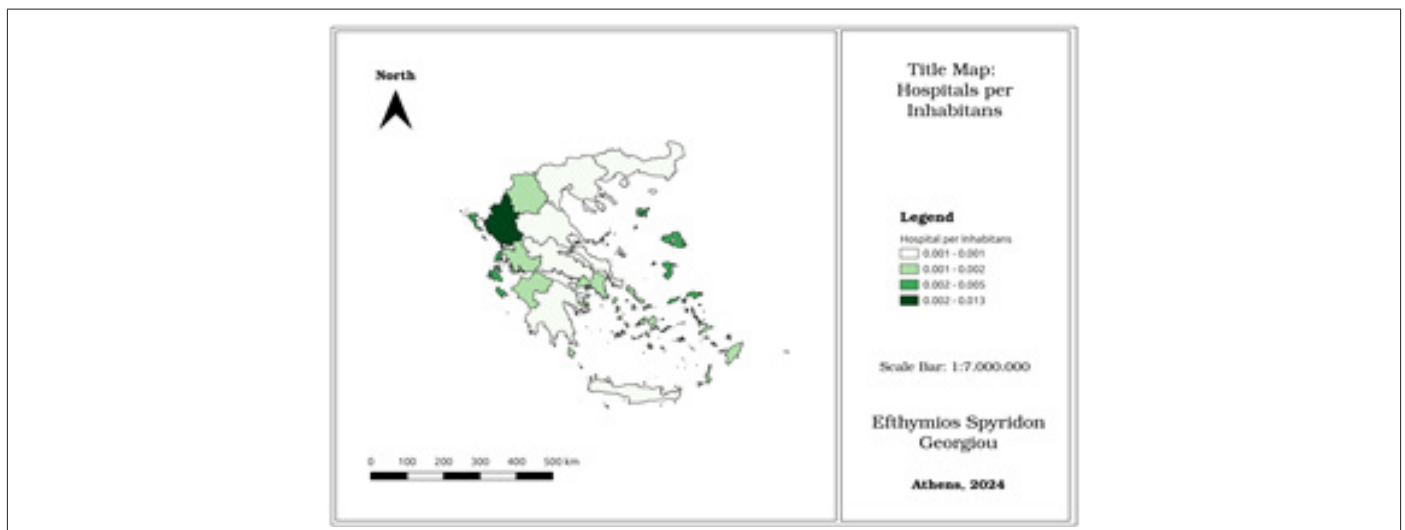 North
Title Map:
Hospitals per
Inhabitans
Legend
Hospital per Inhabitans
0.001 - 0.001
0.001 - 0.002
0.002 - 0.005
0.002 - 0.013
Scale Bar: 1:7.000.000
Efthymios Spyridon
Georgiou
Athens, 2024
0 100 200 300 400 500 km